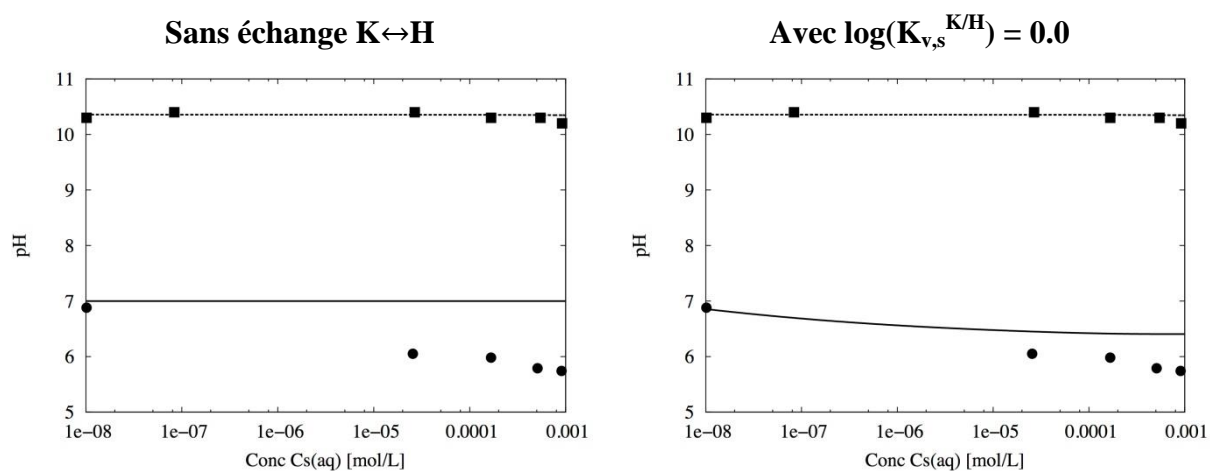 Sans échange K↔H
11
10
9
8
7
6
5
pH
1e−08 1e−07 1e−06 1e−05 0.0001 0.001
Conc Cs(aq) [mol/L]
Avec log(Kv,s^K/H) = 0.0
11
10
9
8
7
6
5
pH
1e−08 1e−07 1e−06 1e−05 0.0001 0.001
Conc Cs(aq) [mol/L]